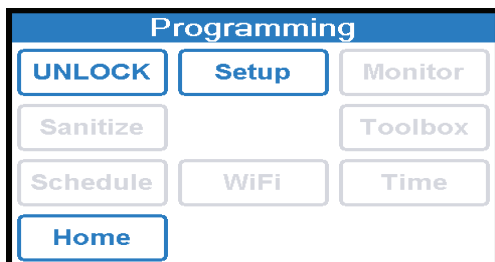 Programming
UNLOCK Setup Monitor
Sanitize Toolbox
Schedule WiFi Time
Home